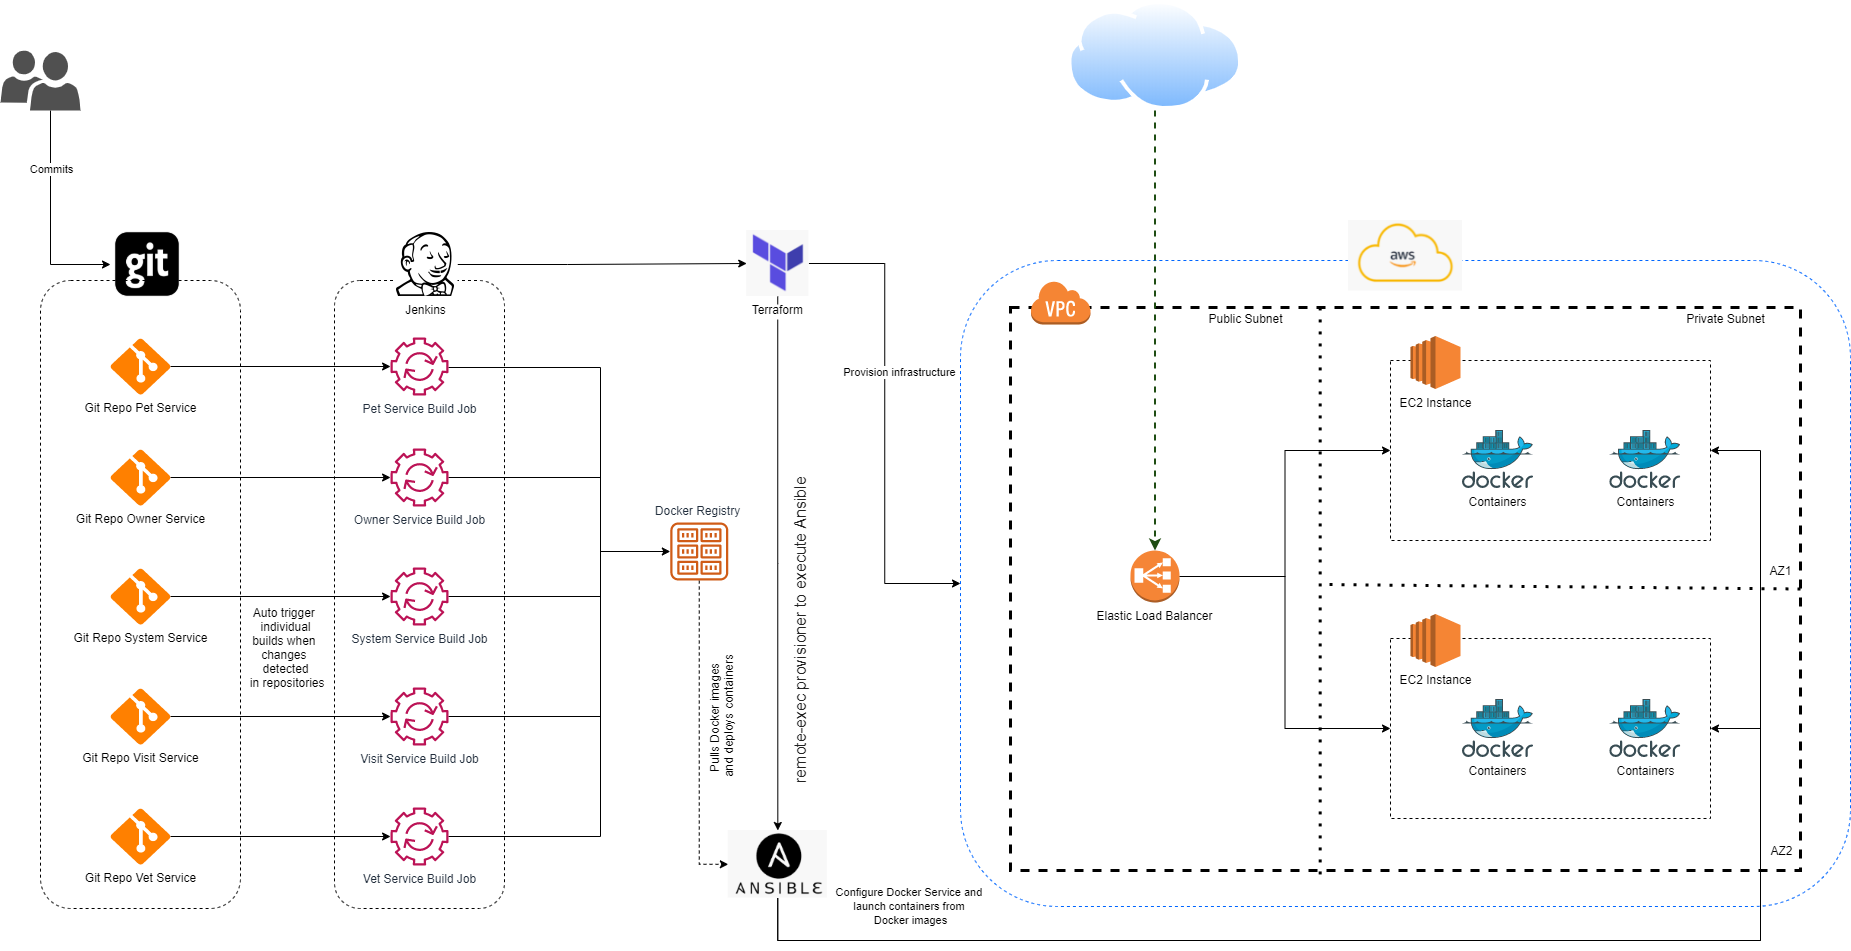 Commits
git
Jenkins
Terraform
aws
VPC
Public Subnet
Private Subnet
Git Repo Pet Service
Pet Service Build Job
Provision infrastructure
EC2 Instance
docker
Containers
docker
Containers
Git Repo Owner Service
Owner Service Build Job
Docker Registry
remote-exec provisioner to execute Ansible
AZ1
Elastic Load Balancer
Git Repo System Service
Auto trigger
individual
builds when
changes
detected
in repositories
System Service Build Job
Pulls Docker images
and deploys containers
EC2 Instance
docker
Containers
docker
Containers
Git Repo Visit Service
Visit Service Build Job
AZ2
Git Repo Vet Service
Vet Service Build Job
A
ANSIBLE
Configure Docker Service and
launch containers from
Docker images